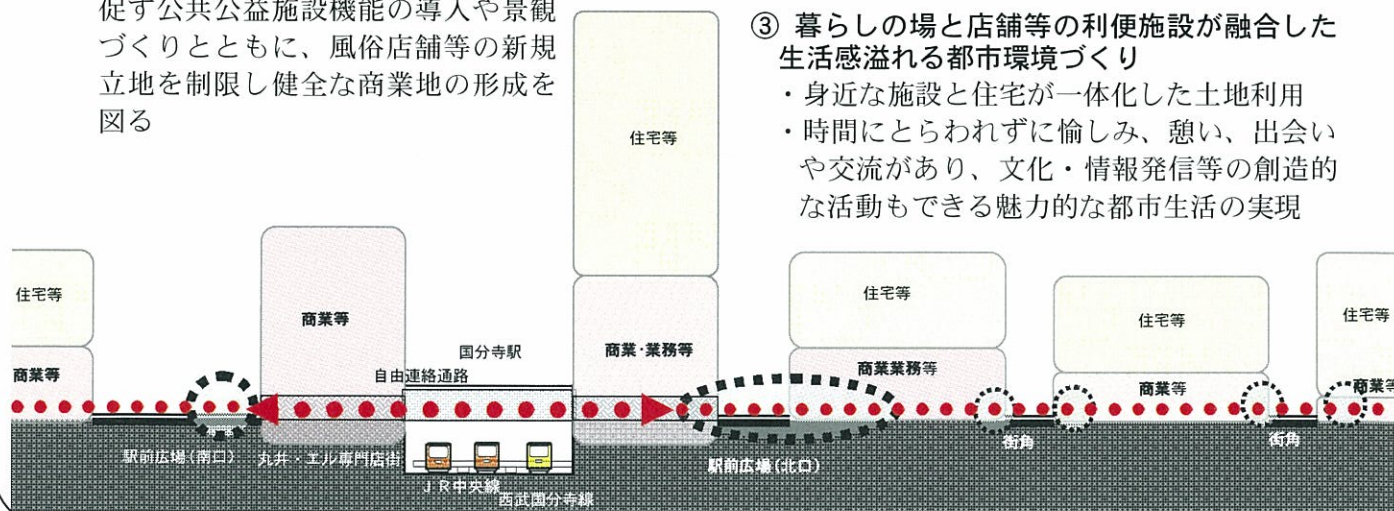 促す公共公益施設機能の導入や景観
づくりとともに、風俗店舗等の新規
立地を制限し健全な商業地の形成を
図る
③ 暮らしの場と店舗等の利便施設が融合した
生活感溢れる都市環境づくり
・身近な施設と住宅が一体化した土地利用
・時間にとらわれずに愉しみ、憩い、出会い
や交流があり、文化・情報発信等の創造的
な活動もできる魅力的な都市生活の実現
住宅等
住宅等
商業等
商業等
国分寺駅
自由連絡通路
商業・業務等
住宅等
商業業務等
住宅等
商業等
住宅等
商業等
駅前広場(南口)
丸井・エル専門店街
JR中央線
西武国分寺線
駅前広場(北口)
街角
街角